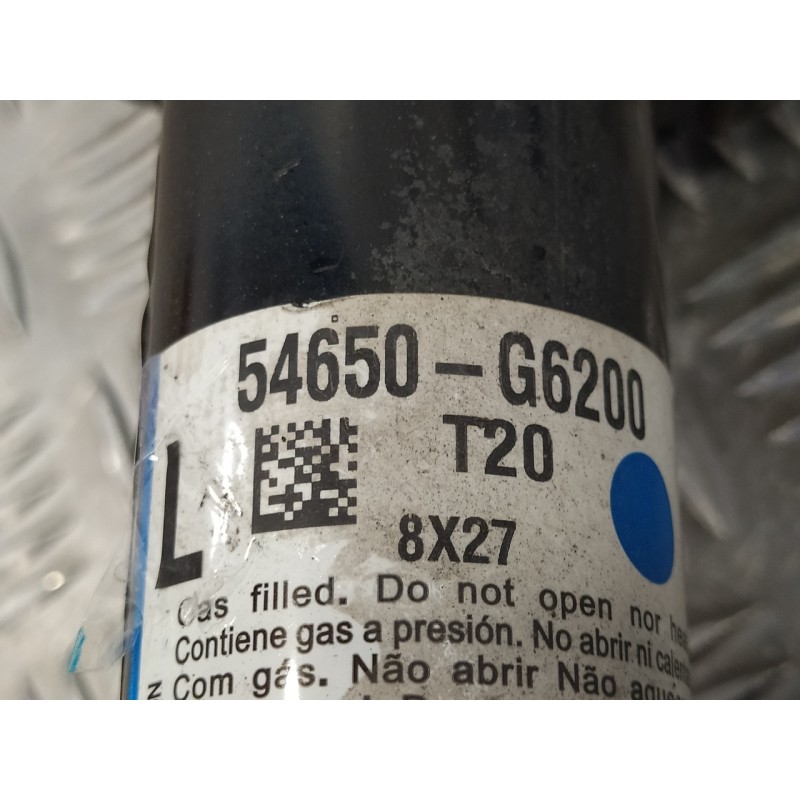 54650-G6200
L
T20
8X27
Gas filled. Do not open nor
Contiene gas a presión. No abrir ni
Com gás. Não abrir Não